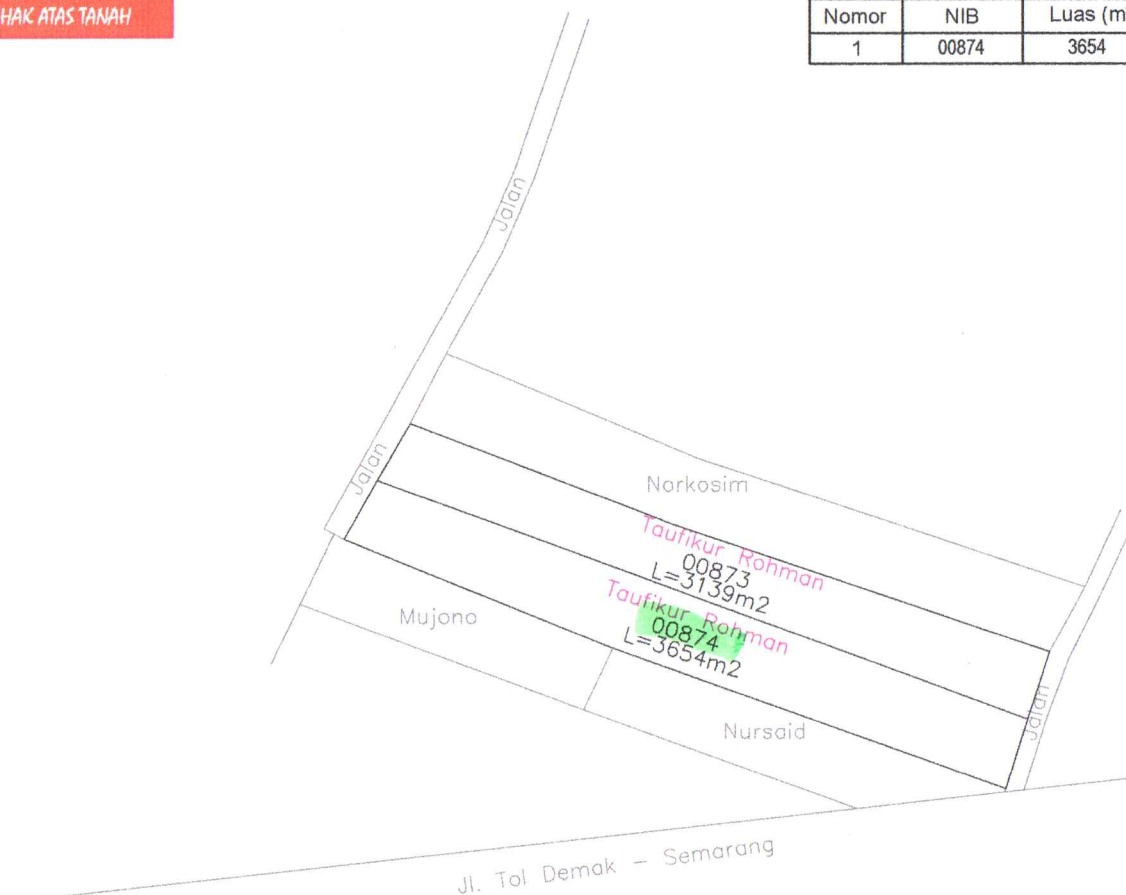 HAK ATAS TANAH
Nomor NIB Luas (m
1 00874 3654
Jalan
Jalan
Norkosim
Taufikur Rohman
00873
L=3139m2
Taufikur Rohman
00874
L=3654m2
Mujono
Nursaid
Jalan
Jl. Tol Demak - Semarang